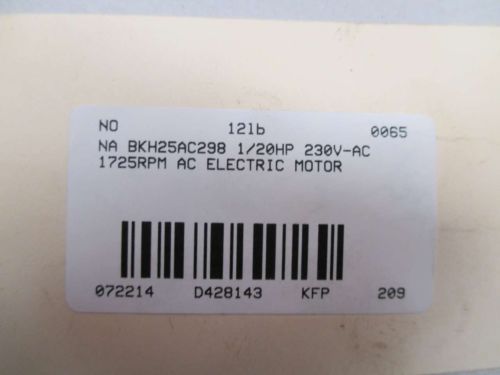 NO 12lb 0065
NA BKH25AC298 1/20HP 230V-AC
1725RPM AC ELECTRIC MOTOR
072214 D428143 KFP 209